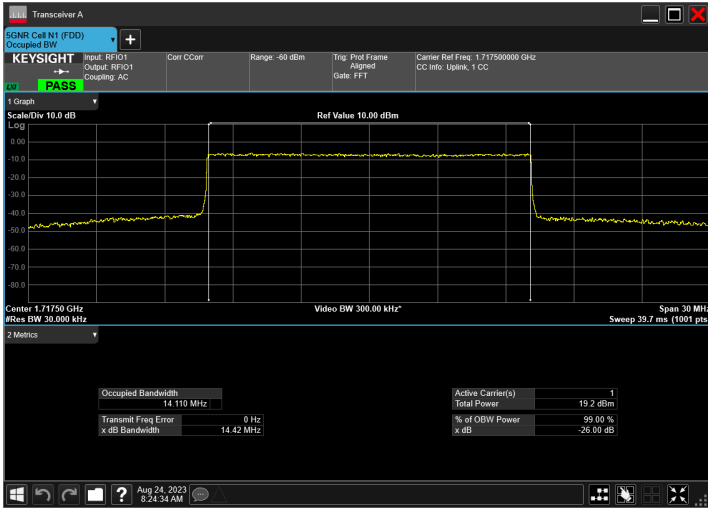 Transceiver A
5GNR Cell N1 (FDD)
Occupied BW
KEYSIGHT
LXI
PASS
Input: RFIO1
Output: RFIO1
Coupling: AC
Corr CCorr
Range: -60 dBm
Trig: Prot Frame
Aligned
Gate: FFT
Carrier Ref Freq: 1.717500000 GHz
CC Info: Uplink, 1 CC
1 Graph
Scale/Div 10.0 dB
Ref Value 10.00 dBm
Log
0.00
-10.0
-20.0
-30.0
-40.0
-50.0
-60.0
-70.0
-80.0
Center 1.71750 GHz
Video BW 300.00 kHz*
Span 30 MHz
#Res BW 30.000 kHz
Sweep 39.7 ms (1001 pts
2 Metrics
Occupied Bandwidth
14.110 MHz
Transmit Freq Error 0 Hz
x dB Bandwidth 14.42 MHz
Active Carrier(s) 1
Total Power 19.2 dBm
% of OBW Power 99.00 %
x dB -26.00 dB
Aug 24, 2023
8:24:34 AM